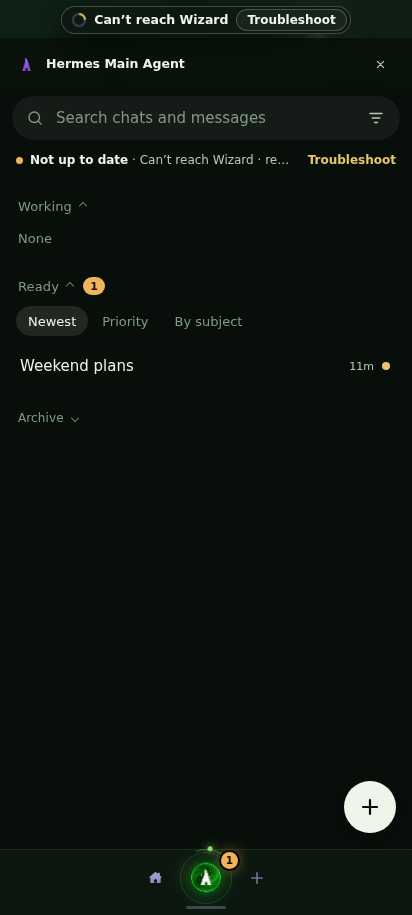 Can’t reach Wizard Troubleshoot
Hermes Main Agent
Search chats and messages
Not up to date · Can’t reach Wizard · re… Troubleshoot
Working
None
Ready 1
Newest Priority By subject
Weekend plans 11m
Archive
1